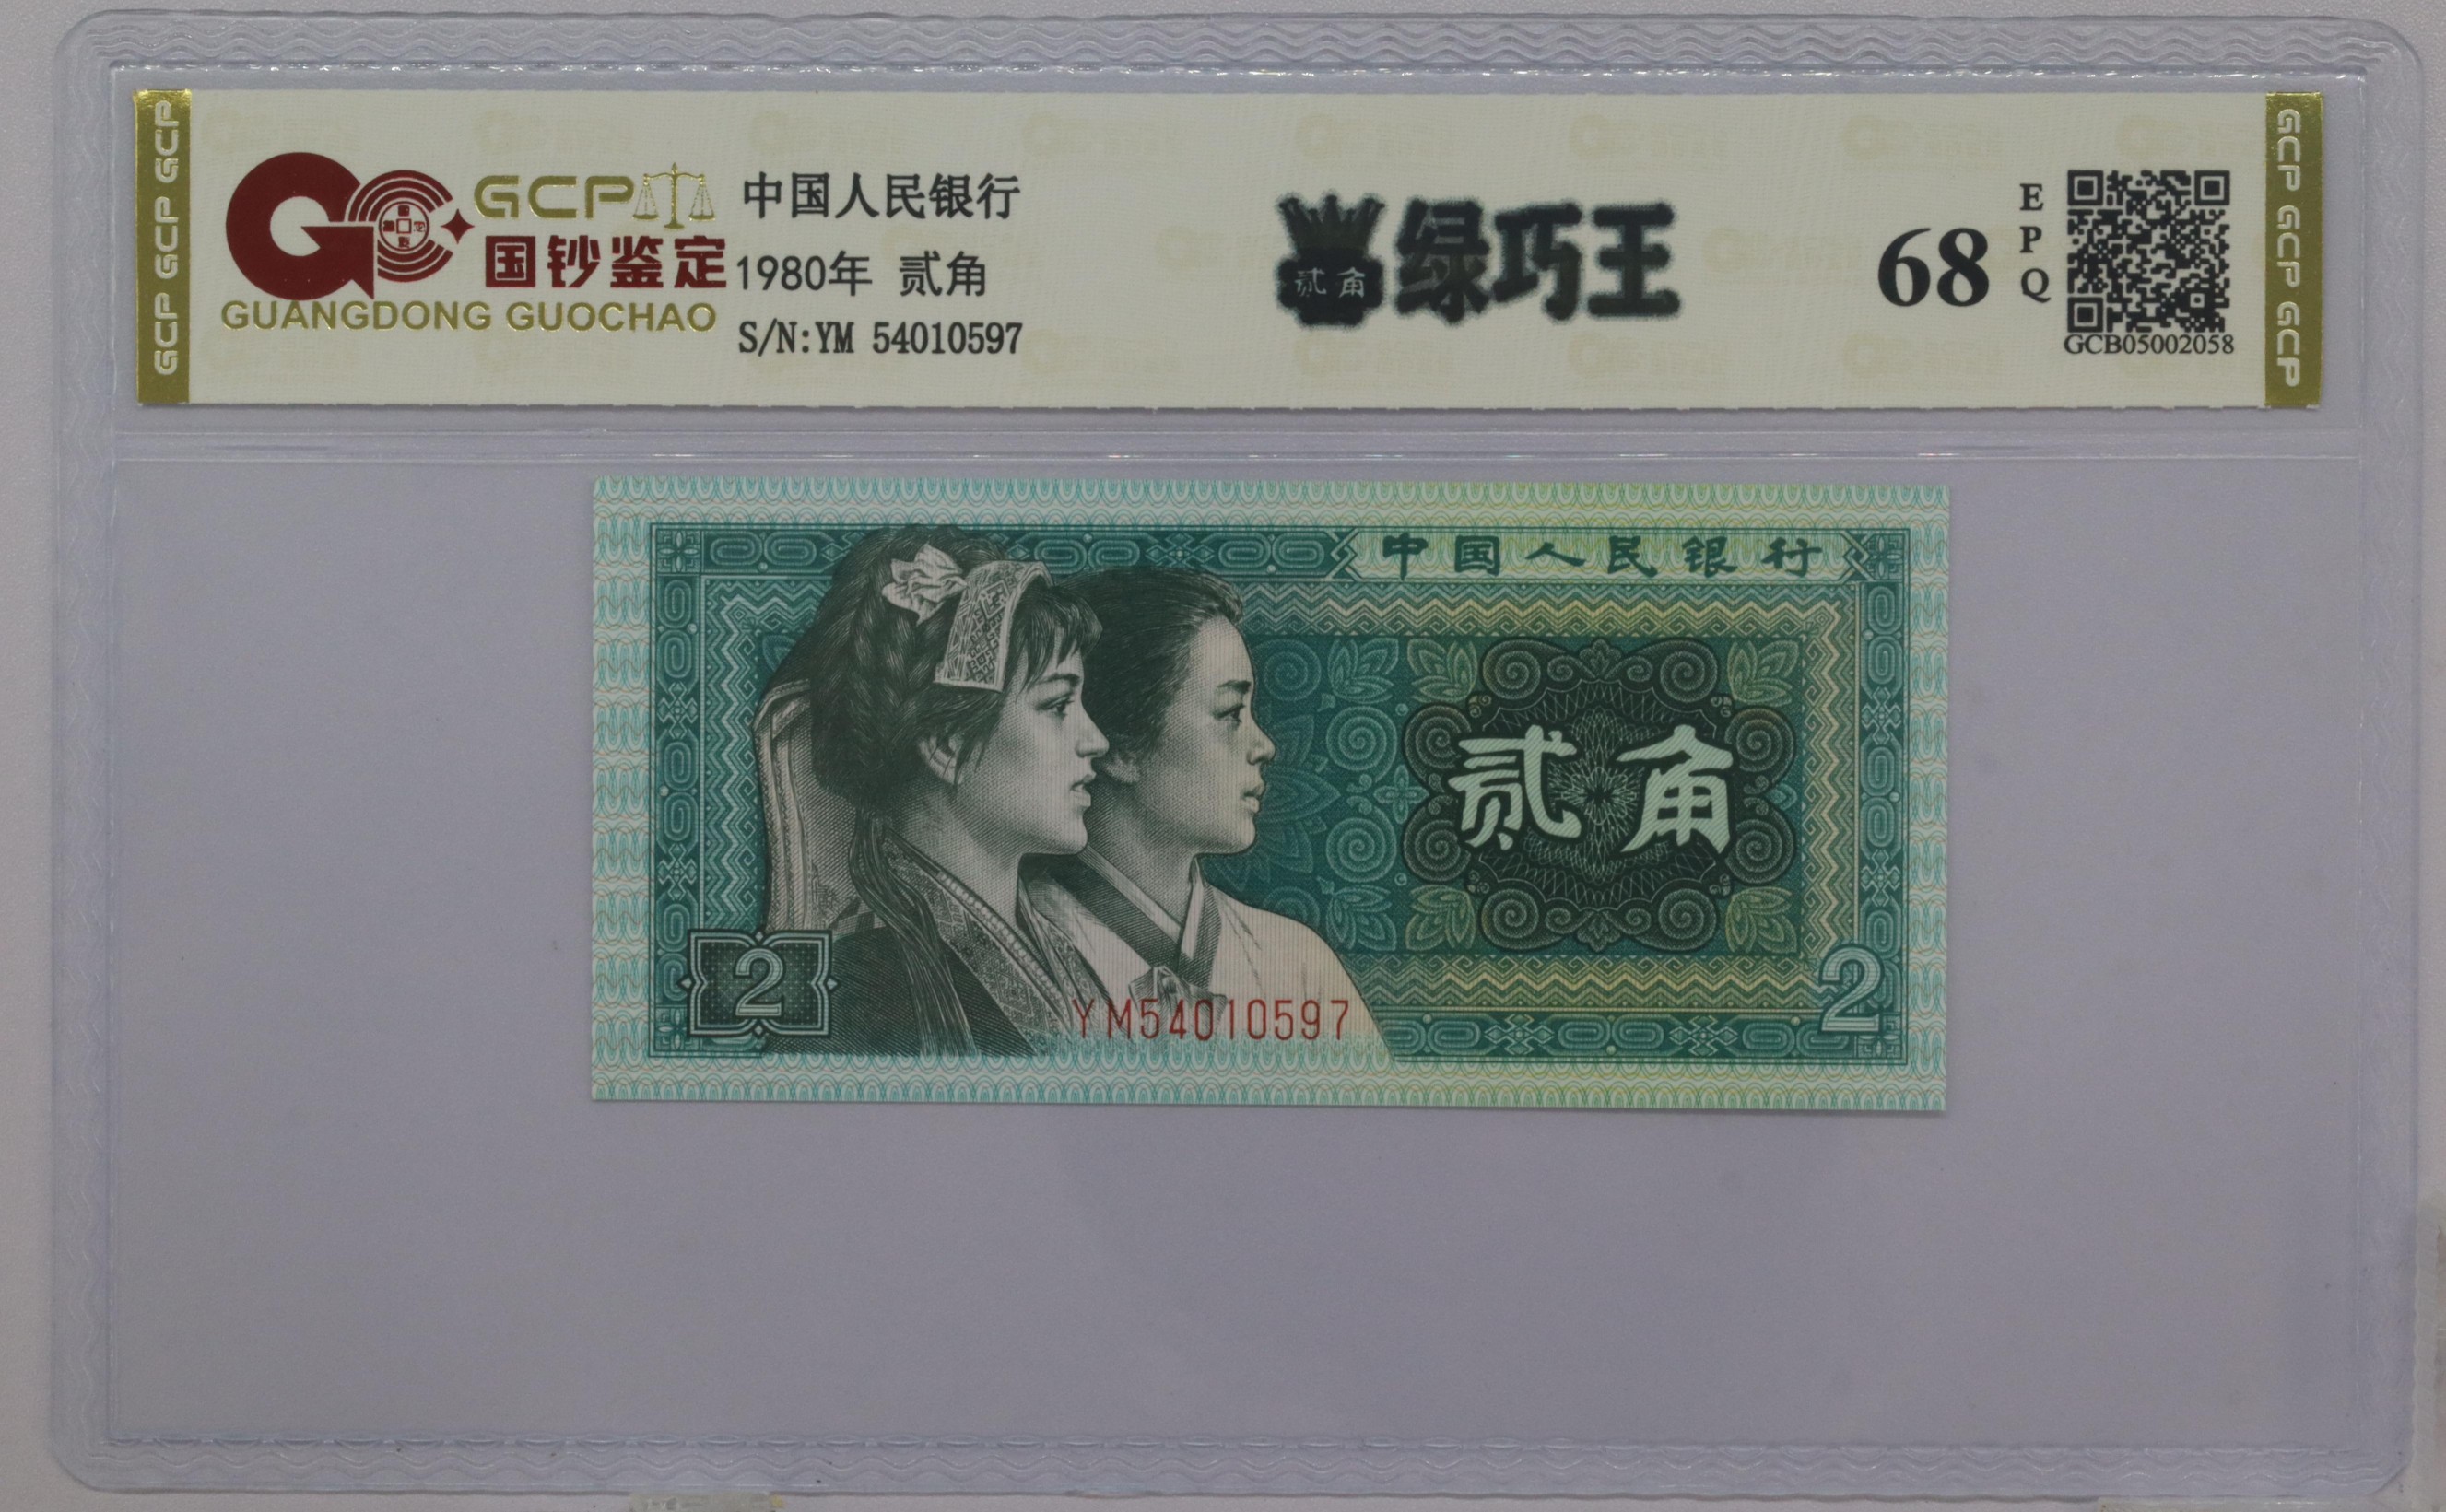 GCP GCP GCP
GCP
国钞鉴定
GUANGDONG GUOCHAO
中国人民银行
1980年 贰角
S/N:YM 54010597
贰角
绿巧王
68
EPQ
GCB05002058
GCP GCP GCP
中国人民银行
贰角
2
YM54010597
2